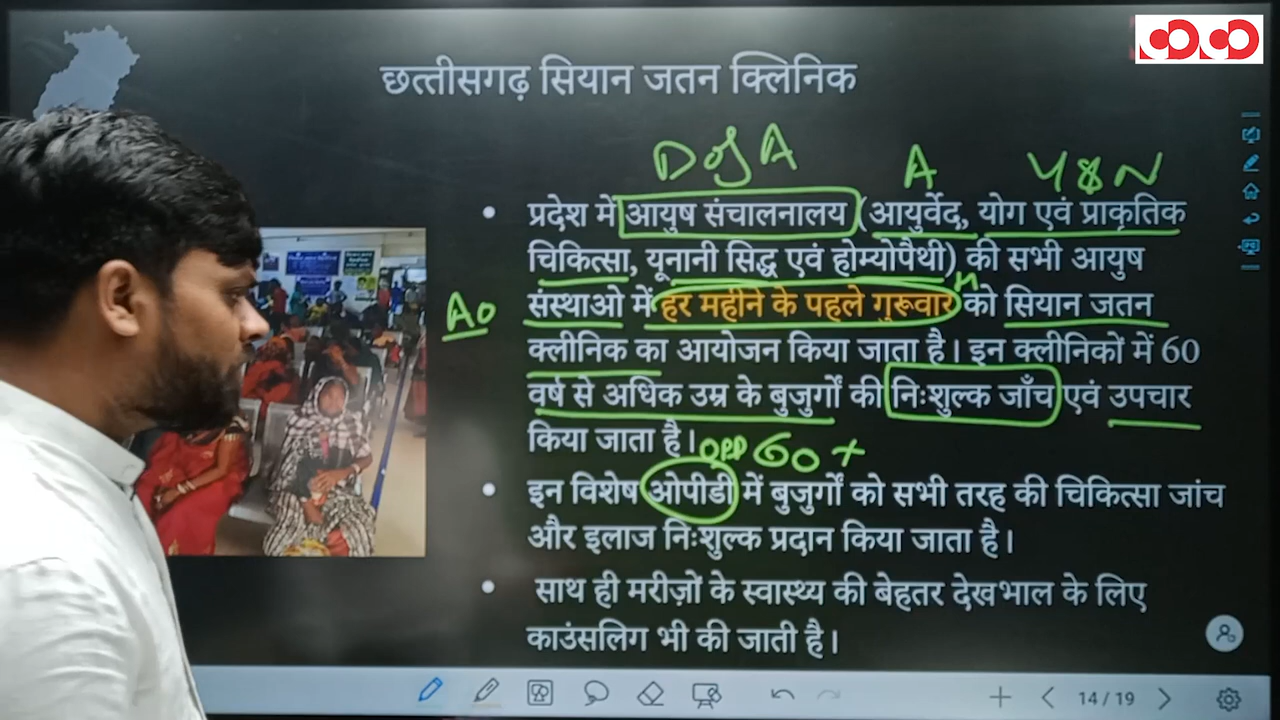 छत्तीसगढ़ सियान जतन क्लिनिक
D of A A Y & N
प्रदेश में आयुष संचालनालय (आयुर्वेद, योग एवं प्राकृतिक
चिकित्सा, यूनानी सिद्ध एवं होम्योपैथी) की सभी आयुष
H
Ao
संस्थाओ में हर महीने के पहले गुरूवार को सियान जतन
क्लीनिक का आयोजन किया जाता है। इन क्लीनिकों में 60
वर्ष से अधिक उम्र के बुजुर्गों की निःशुल्क जाँच एवं उपचार
किया जाता है।
OPD 60 +
इन विशेष ओपीडी में बुजुर्गों को सभी तरह की चिकित्सा जांच
और इलाज निःशुल्क प्रदान किया जाता है।
साथ ही मरीज़ों के स्वास्थ्य की बेहतर देखभाल के लिए
काउंसलिग भी की जाती है।
14 / 19